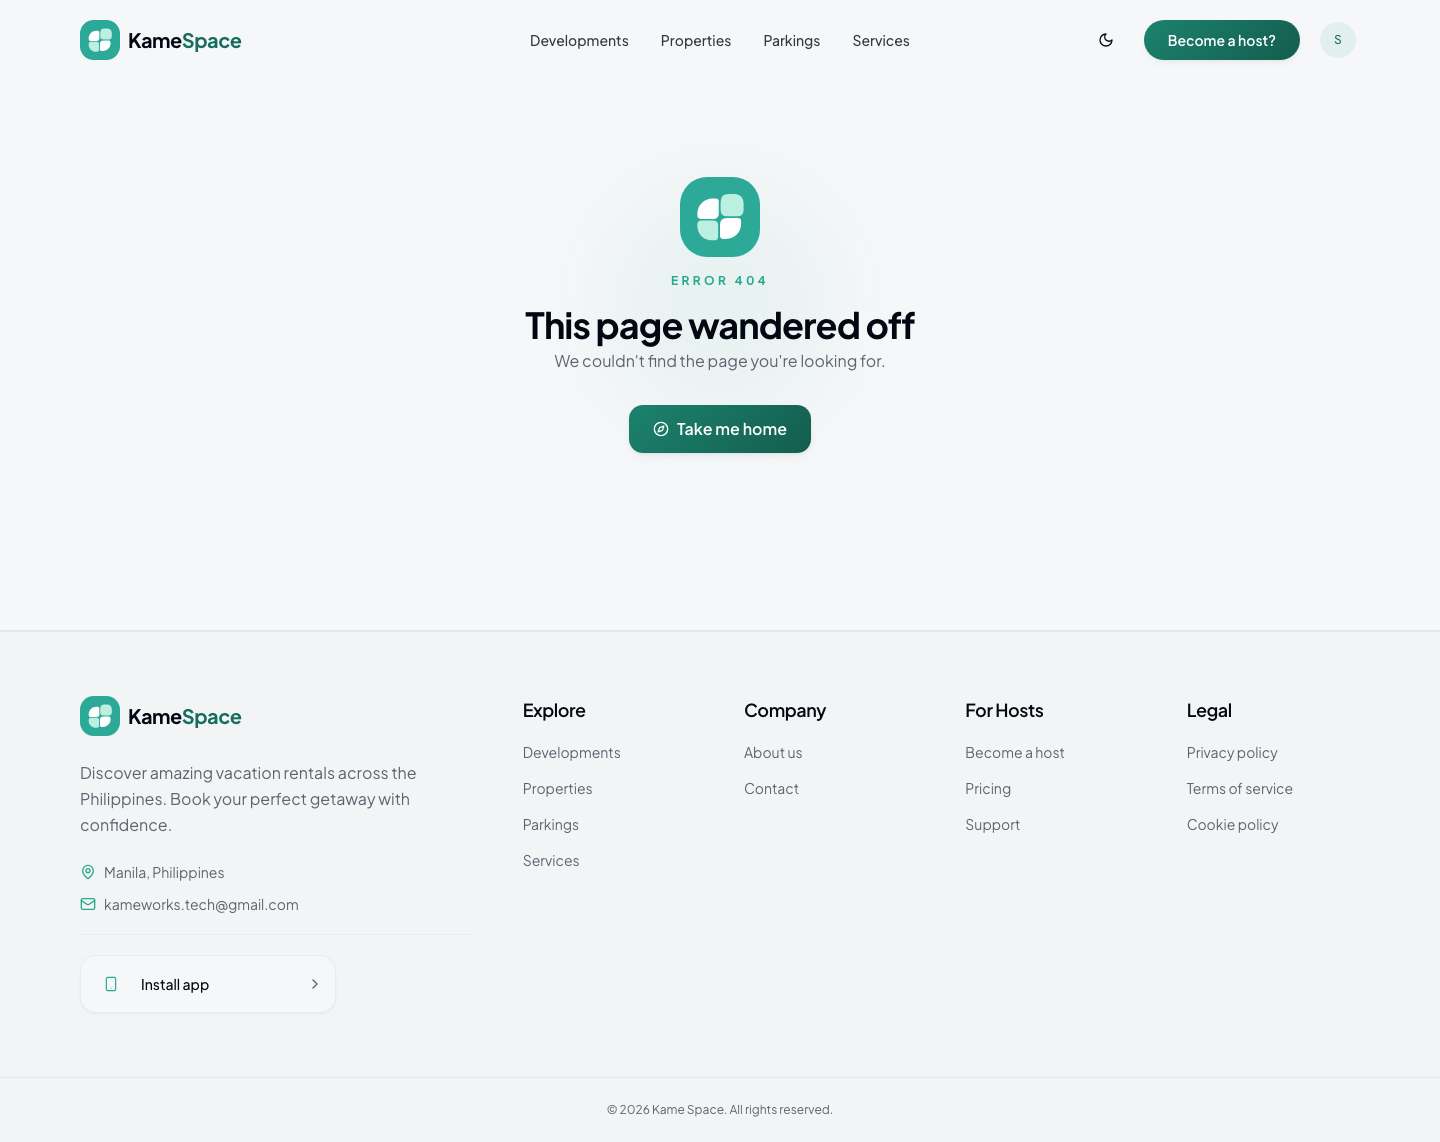 KameSpace
Developments
Properties
Parkings
Services
Become a host?
S
ERROR 404
This page wandered off
We couldn't find the page you're looking for.
Take me home
KameSpace
Discover amazing vacation rentals across the
Philippines. Book your perfect getaway with
confidence.
Manila, Philippines
kameworks.tech@gmail.com
Install app
Explore
Developments
Properties
Parkings
Services
Company
About us
Contact
For Hosts
Become a host
Pricing
Support
Legal
Privacy policy
Terms of service
Cookie policy
© 2026 Kame Space. All rights reserved.